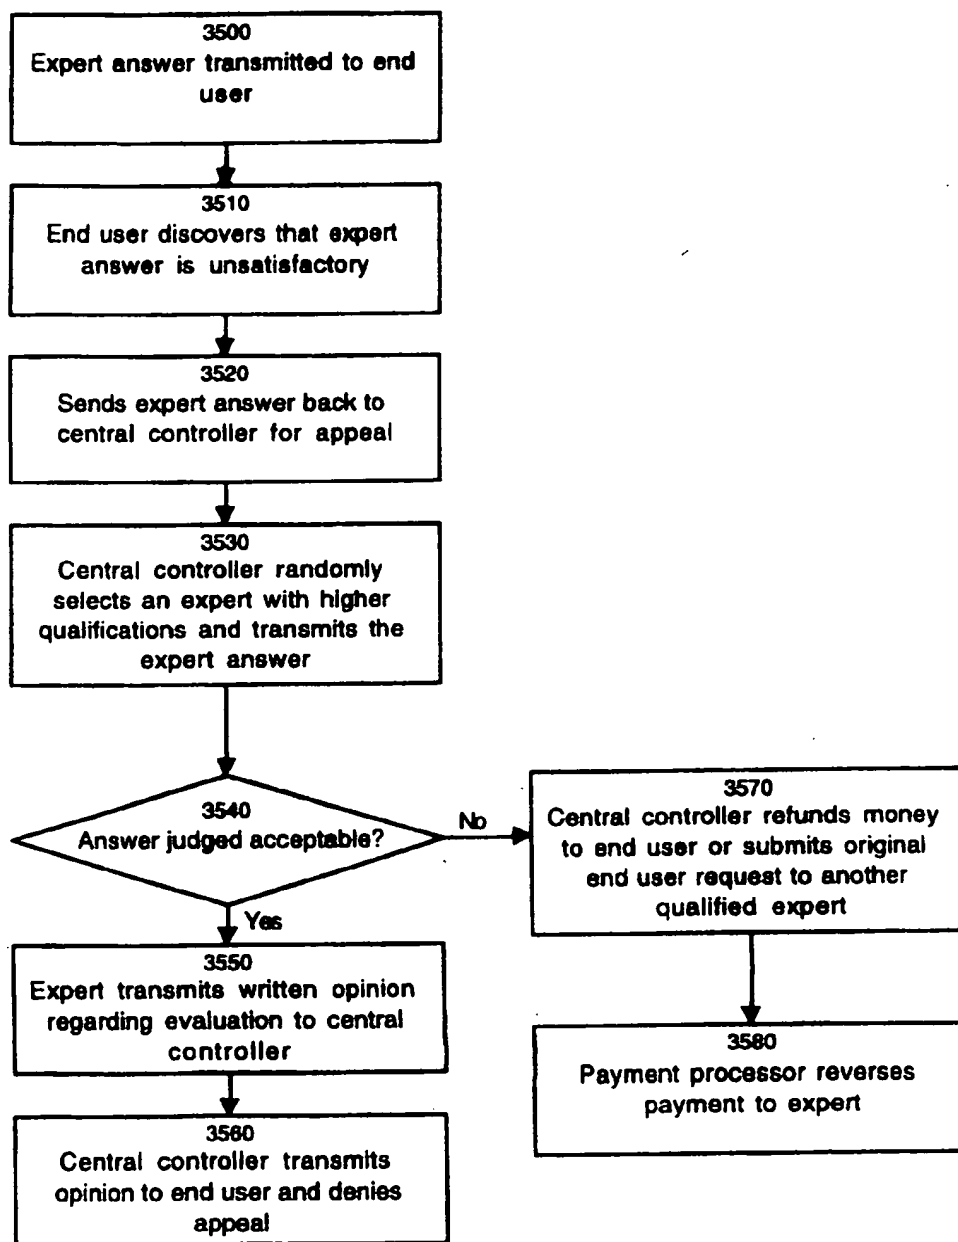 3500
Expert answer transmitted to end
user
3510
End user discovers that expert
answer is unsatisfactory
3520
Sends expert answer back to
central controller for appeal
3530
Central controller randomly
selects an expert with higher
qualifications and transmits the
expert answer
3540
Answer judged acceptable?
No
Yes
3550
Expert transmits written opinion
regarding evaluation to central
controller
3560
Central controller transmits
opinion to end user and denies
appeal
3570
Central controller refunds money
to end user or submits original
end user request to another
qualified expert
3580
Payment processor reverses
payment to expert